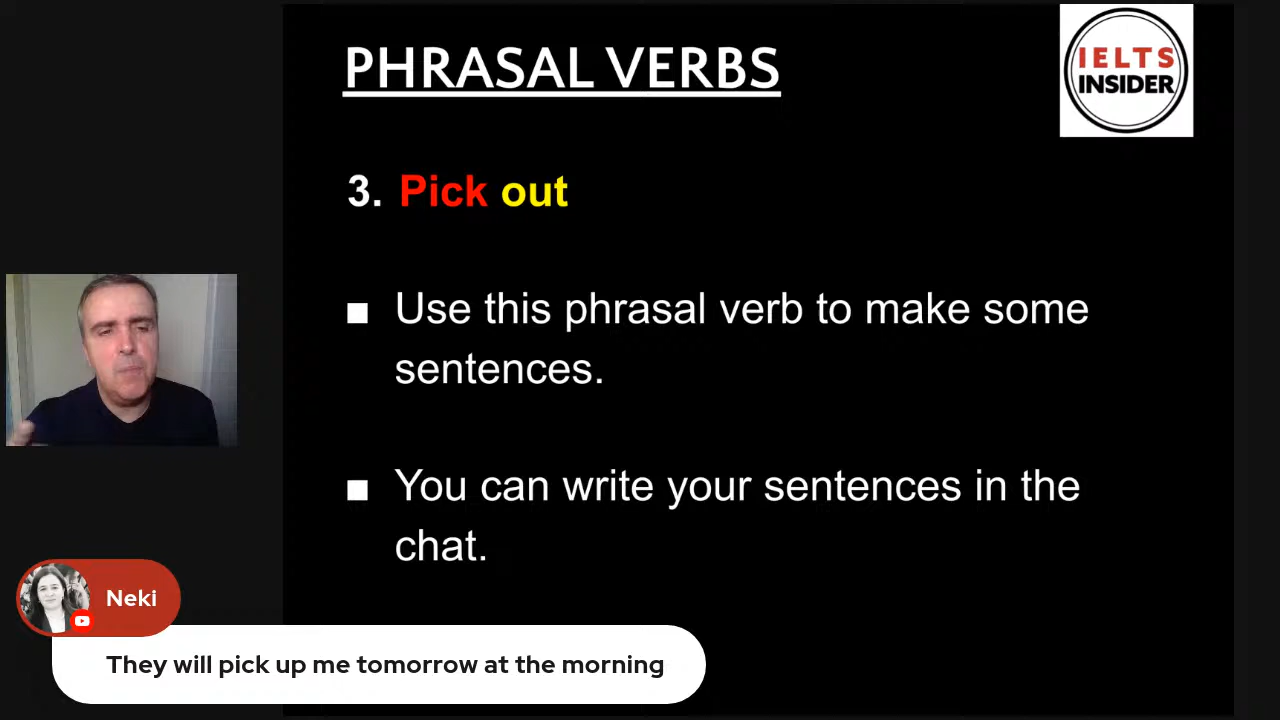 PHRASAL VERBS
IELTS
INSIDER
3. Pick out
■ Use this phrasal verb to make some
sentences.
■ You can write your sentences in the
chat.
Neki
They will pick up me tomorrow at the morning